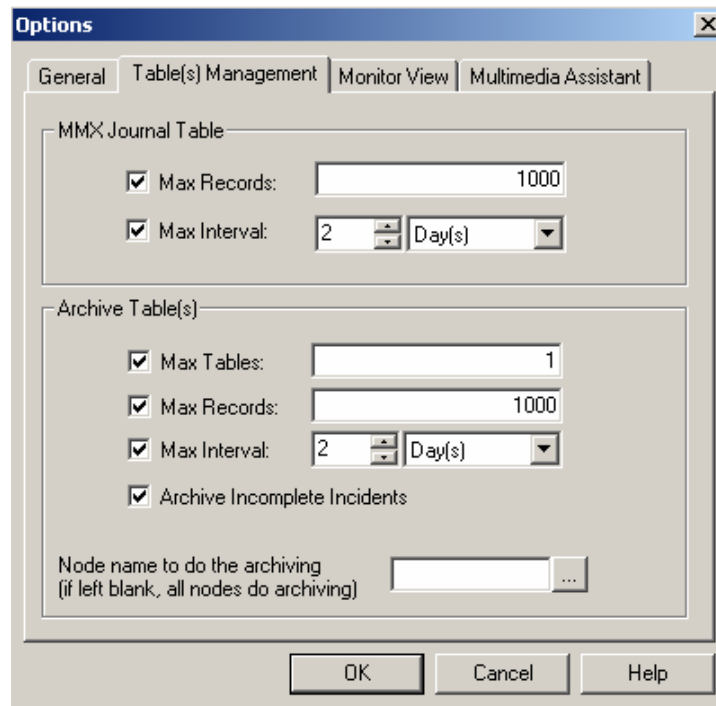 Options
General Table(s) Management Monitor View Multimedia Assistant
MMX Journal Table
Max Records: 1000
Max Interval: 2 Day(s)
Archive Table(s)
Max Tables: 1
Max Records: 1000
Max Interval: 2 Day(s)
Archive Incomplete Incidents
Node name to do the archiving
(if left blank, all nodes do archiving) ...
OK Cancel Help